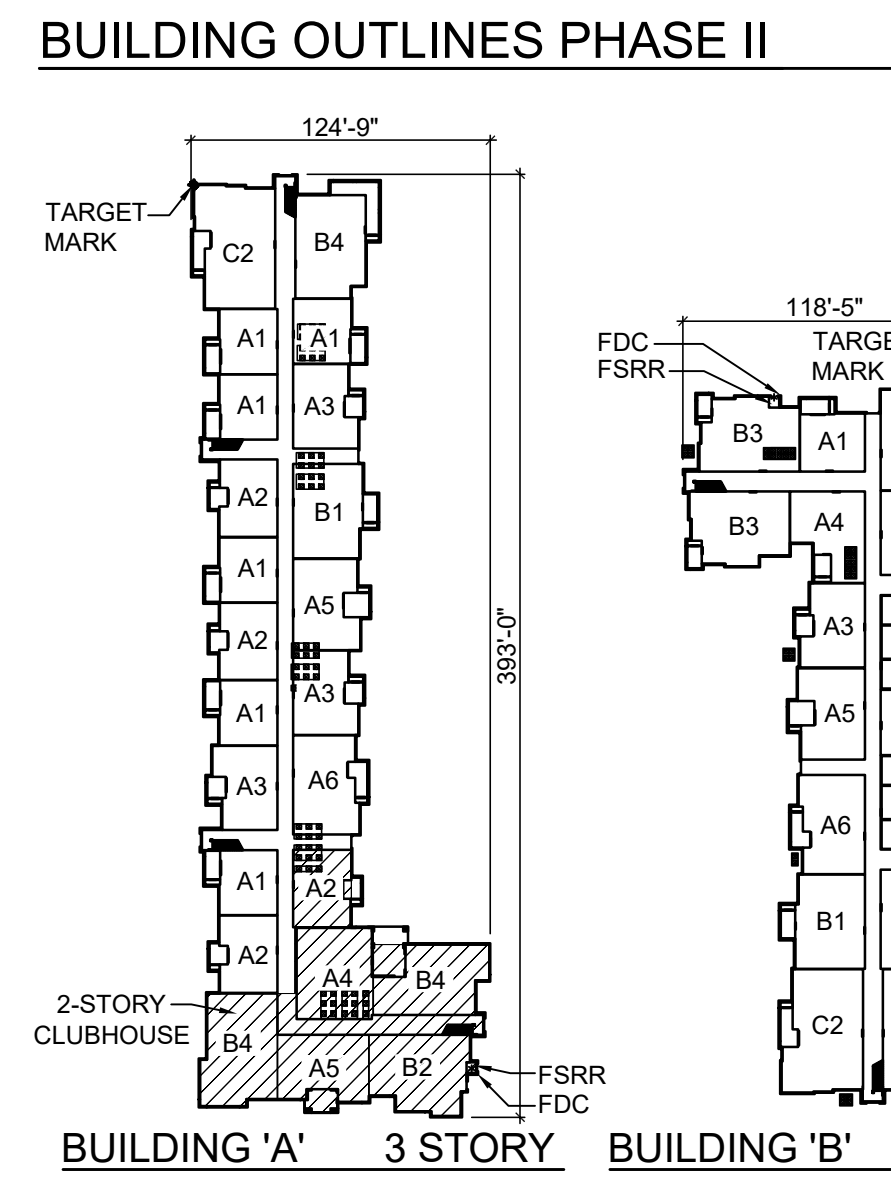 BUILDING OUTLINES PHASE II
124'-9"
TARGET
MARK
C2
B4
A1
A1
A1
A3
A2
B1
A1
A5
A2
A3
A1
A6
A3
A1
A2
A2
A4
B4
2-STORY
CLUBHOUSE
B4
A5
B2
FSRR
FDC
393'-0"
BUILDING 'A' 3 STORY
118'-5"
FDC
FSRR
TARGE
MARK
B3
A1
B3
A4
A3
A5
A6
B1
C2
BUILDING 'B'